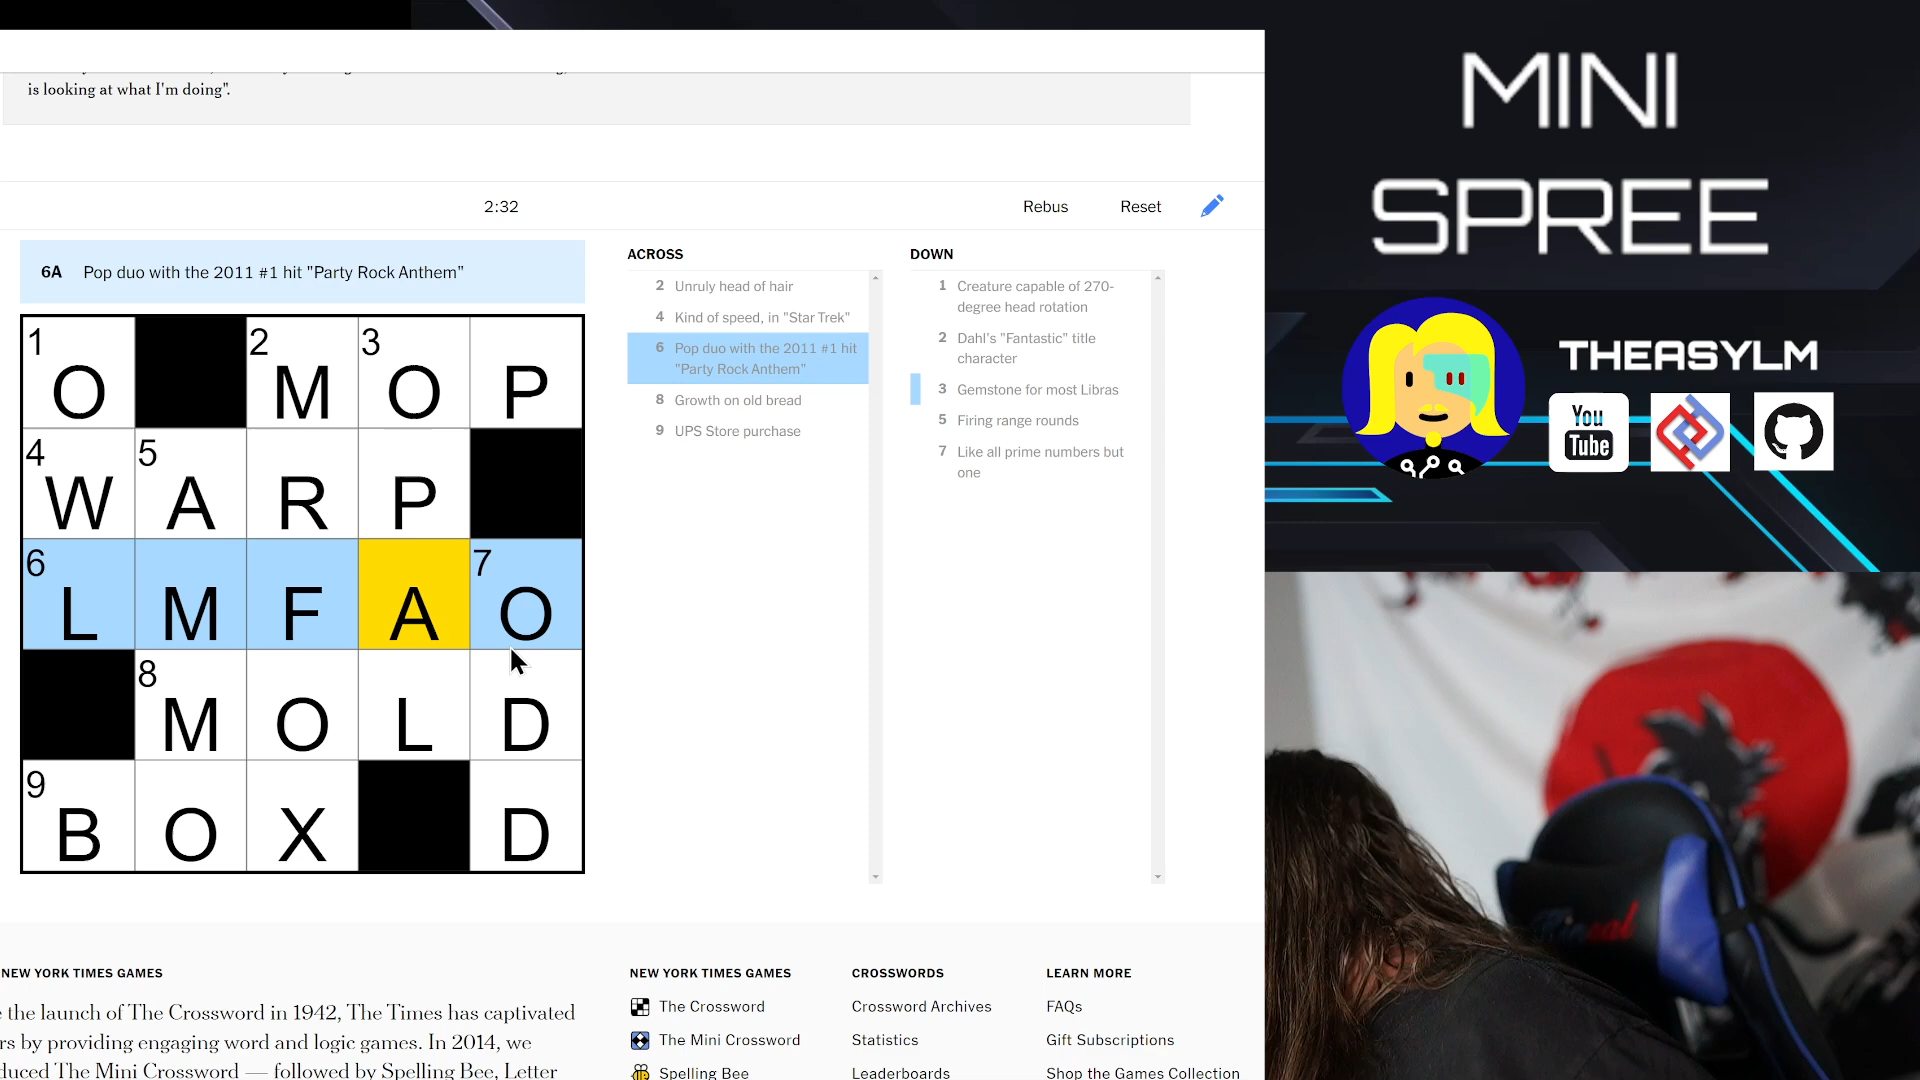 is looking at what I'm doing".
2:32
Rebus
Reset
6A Pop duo with the 2011 #1 hit "Party Rock Anthem"
1 2 3
O M O P
4 5
W A R P
6 7
L M F A O
8
M O L D
9
B O X D
ACROSS
2 Unruly head of hair
4 Kind of speed, in "Star Trek"
6 Pop duo with the 2011 #1 hit
"Party Rock Anthem"
8 Growth on old bread
9 UPS Store purchase
DOWN
1 Creature capable of 270-
degree head rotation
2 Dahl's "Fantastic" title
character
3 Gemstone for most Libras
5 Firing range rounds
7 Like all prime numbers but
one
MINI
SPREE
THEASYLM
You
Tube
NEW YORK TIMES GAMES
e the launch of The Crossword in 1942, The Times has captivated
rs by providing engaging word and logic games. In 2014, we
duced The Mini Crossword — followed by Spelling Bee, Letter
NEW YORK TIMES GAMES
The Crossword
The Mini Crossword
Spelling Bee
CROSSWORDS
Crossword Archives
Statistics
Leaderboards
LEARN MORE
FAQs
Gift Subscriptions
Shop the Games Collection